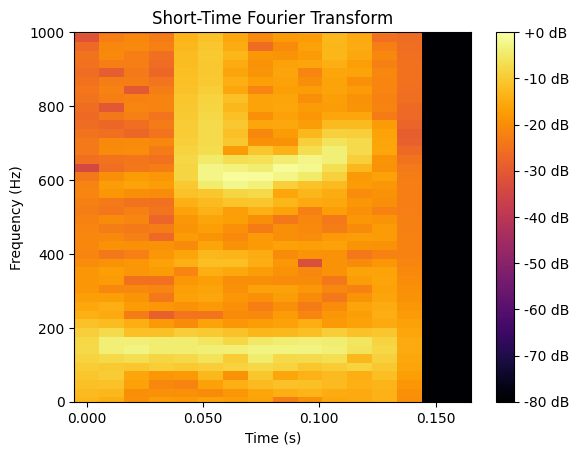 Short-Time Fourier Transform
1000
800
600
400
200
0
Frequency (Hz)
0.000
0.050
0.100
0.150
Time (s)
+0 dB
-10 dB
-20 dB
-30 dB
-40 dB
-50 dB
-60 dB
-70 dB
-80 dB